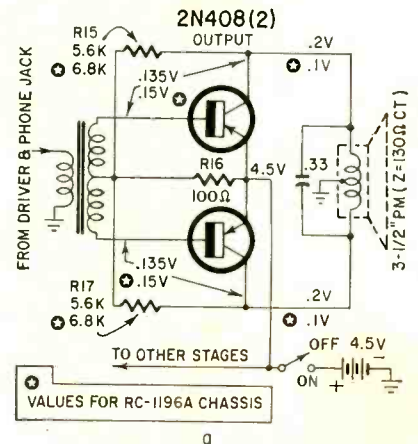 2N408(2)
OUTPUT
R15
5.6K
✪ 6.8K
.2V
✪ .1V
.135V
.15V ✪
FROM DRIVER & PHONE JACK
R16
100Ω
4.5V
.33
3-1/2" PM (Z=130Ω CT)
.135V
✪ .15V
R17
5.6K
✪ 6.8K
.2V
✪ .1V
TO OTHER STAGES
OFF
ON
4.5V
+
-
✪
VALUES FOR RC-1196A CHASSIS
a